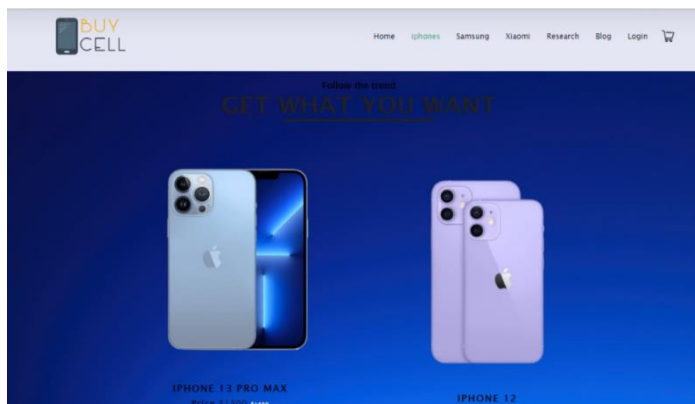 BUY
CELL
Home Iphones Samsung Xiaomi Research Blog Login
Follow the trend
GET WHAT YOU WANT
IPHONE 13 PRO MAX
IPHONE 12
Price